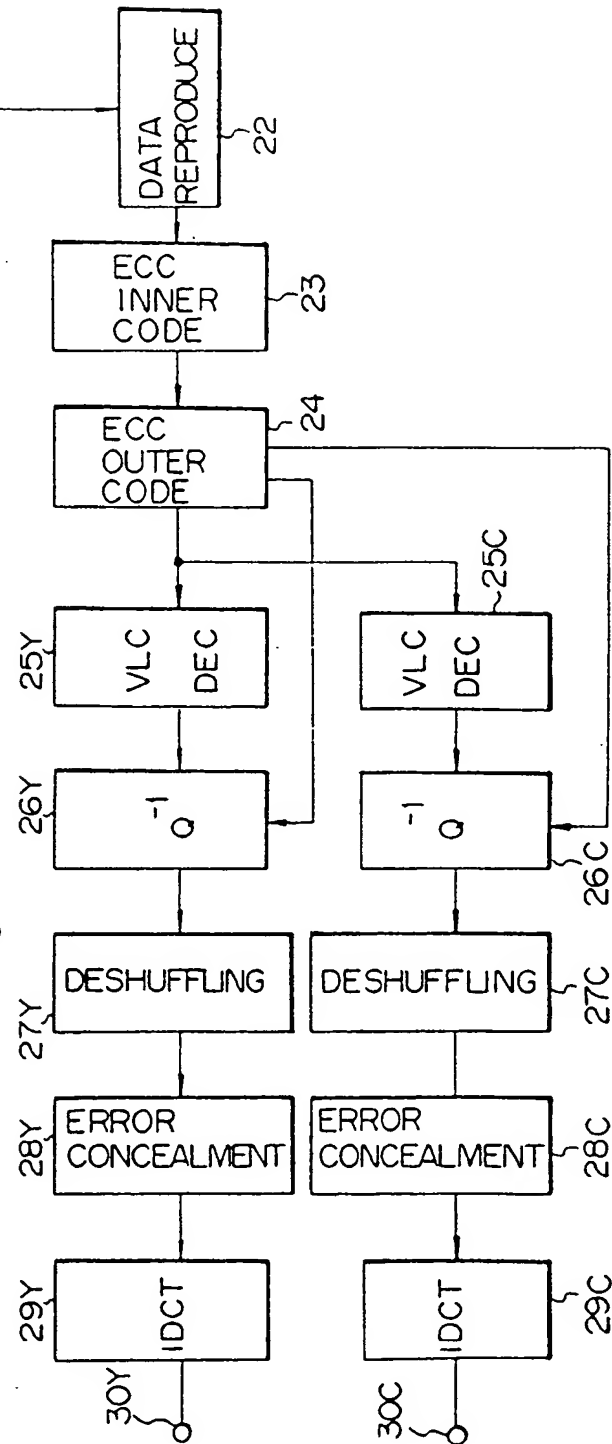 DATA
REPRODUCE
22
ECC
INNER
CODE
23
ECC
OUTER
CODE
24
25Y
VLC
DEC
26Y
Q⁻¹
27Y
DESHUFFLING
28Y
ERROR
CONCEALMENT
29Y
IDCT
30Y
VLC
DEC
25C
Q⁻¹
26C
DESHUFFLING
27C
ERROR
CONCEALMENT
28C
IDCT
29C
30C